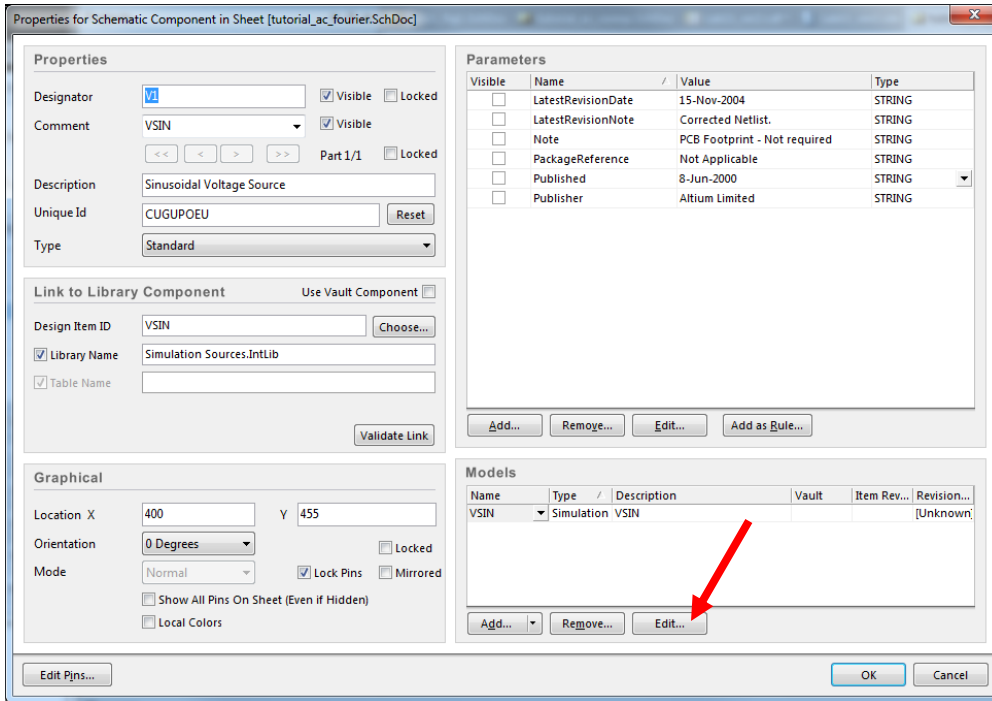 Properties for Schematic Component in Sheet [tutorial_ac_fourier.SchDoc]
Properties
Designator V1 Visible Locked
Comment VSIN Visible
<< < > >> Part 1/1 Locked
Description Sinusoidal Voltage Source
Unique Id CUGUPOEU Reset
Type Standard
Link to Library Component Use Vault Component
Design Item ID VSIN Choose...
Library Name Simulation Sources.IntLib
Table Name
Validate Link
Graphical
Location X 400 Y 455
Orientation 0 Degrees Locked
Mode Normal Lock Pins Mirrored
Show All Pins On Sheet (Even if Hidden)
Local Colors
Parameters
Visible Name / Value Type
LatestRevisionDate 15-Nov-2004 STRING
LatestRevisionNote Corrected Netlist. STRING
Note PCB Footprint - Not required STRING
PackageReference Not Applicable STRING
Published 8-Jun-2000 STRING
Publisher Altium Limited STRING
Add... Remove... Edit... Add as Rule...
Models
Name Type / Description Vault Item Rev... Revision...
VSIN Simulation VSIN [Unknown]
Add... Remove... Edit...
Edit Pins... OK Cancel